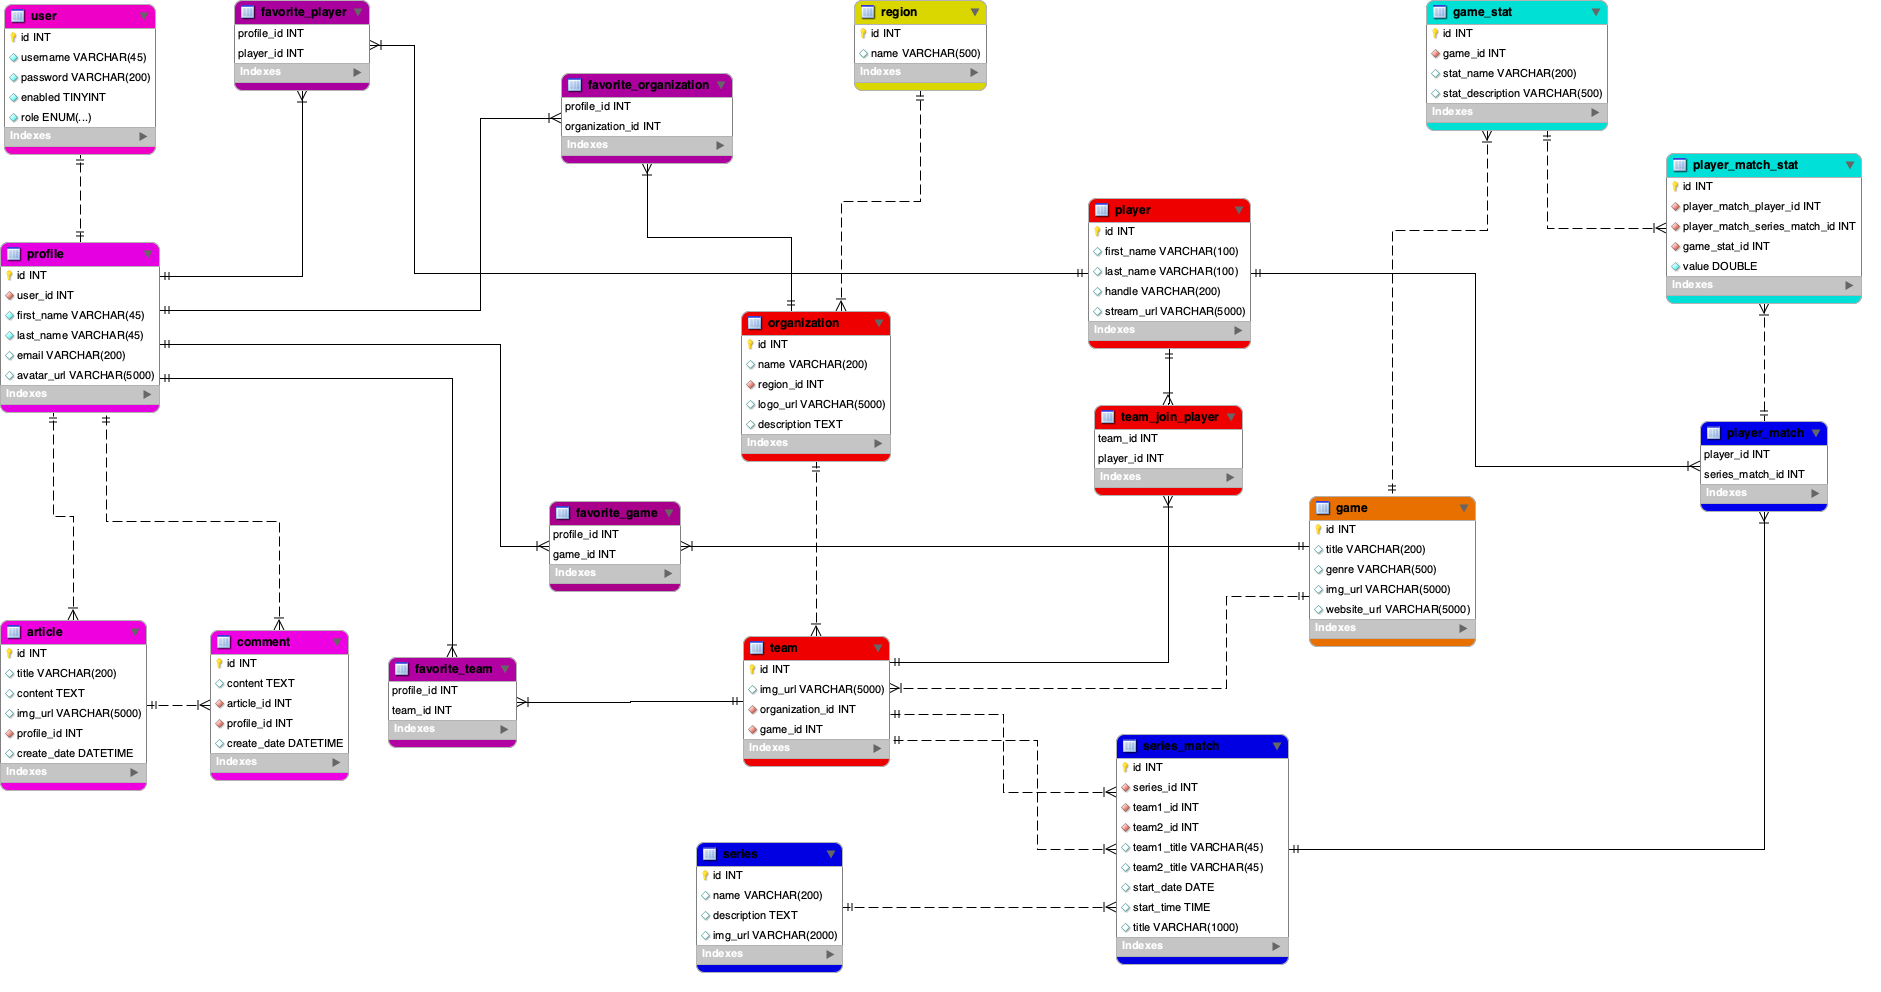 user
id INT
username VARCHAR(45)
password VARCHAR(200)
enabled TINYINT
role ENUM(...)
Indexes
favorite_player
profile_id INT
player_id INT
Indexes
favorite_organization
profile_id INT
organization_id INT
Indexes
region
id INT
name VARCHAR(500)
Indexes
game_stat
id INT
game_id INT
stat_name VARCHAR(200)
stat_description VARCHAR(500)
Indexes
player_match_stat
id INT
player_match_player_id INT
player_match_series_match_id INT
game_stat_id INT
value DOUBLE
Indexes
profile
id INT
user_id INT
first_name VARCHAR(45)
last_name VARCHAR(45)
email VARCHAR(200)
avatar_url VARCHAR(5000)
Indexes
player
id INT
first_name VARCHAR(100)
last_name VARCHAR(100)
handle VARCHAR(200)
stream_url VARCHAR(5000)
Indexes
organization
id INT
name VARCHAR(200)
region_id INT
logo_url VARCHAR(5000)
description TEXT
Indexes
team_join_player
team_id INT
player_id INT
Indexes
player_match
player_id INT
series_match_id INT
Indexes
favorite_game
profile_id INT
game_id INT
Indexes
game
id INT
title VARCHAR(200)
genre VARCHAR(500)
img_url VARCHAR(5000)
website_url VARCHAR(5000)
Indexes
article
id INT
title VARCHAR(200)
content TEXT
img_url VARCHAR(5000)
profile_id INT
create_date DATETIME
Indexes
comment
id INT
content TEXT
article_id INT
profile_id INT
create_date DATETIME
Indexes
favorite_team
profile_id INT
team_id INT
Indexes
team
id INT
img_url VARCHAR(5000)
organization_id INT
game_id INT
Indexes
series_match
id INT
series_id INT
team1_id INT
team2_id INT
team1_title VARCHAR(45)
team2_title VARCHAR(45)
start_date DATE
start_time TIME
title VARCHAR(1000)
Indexes
series
id INT
name VARCHAR(200)
description TEXT
img_url VARCHAR(2000)
Indexes